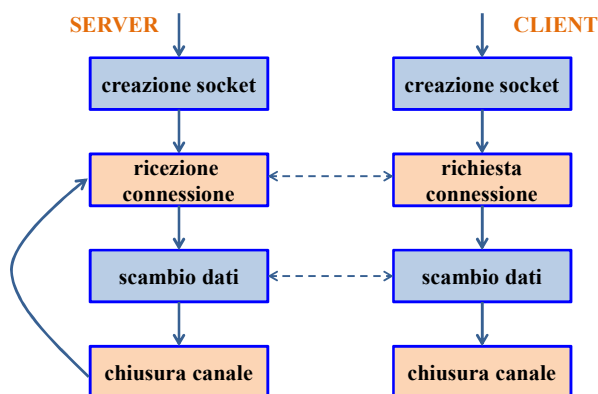 SERVER
CLIENT
creazione socket
creazione socket
ricezione
connessione
richiesta
connessione
scambio dati
scambio dati
chiusura canale
chiusura canale